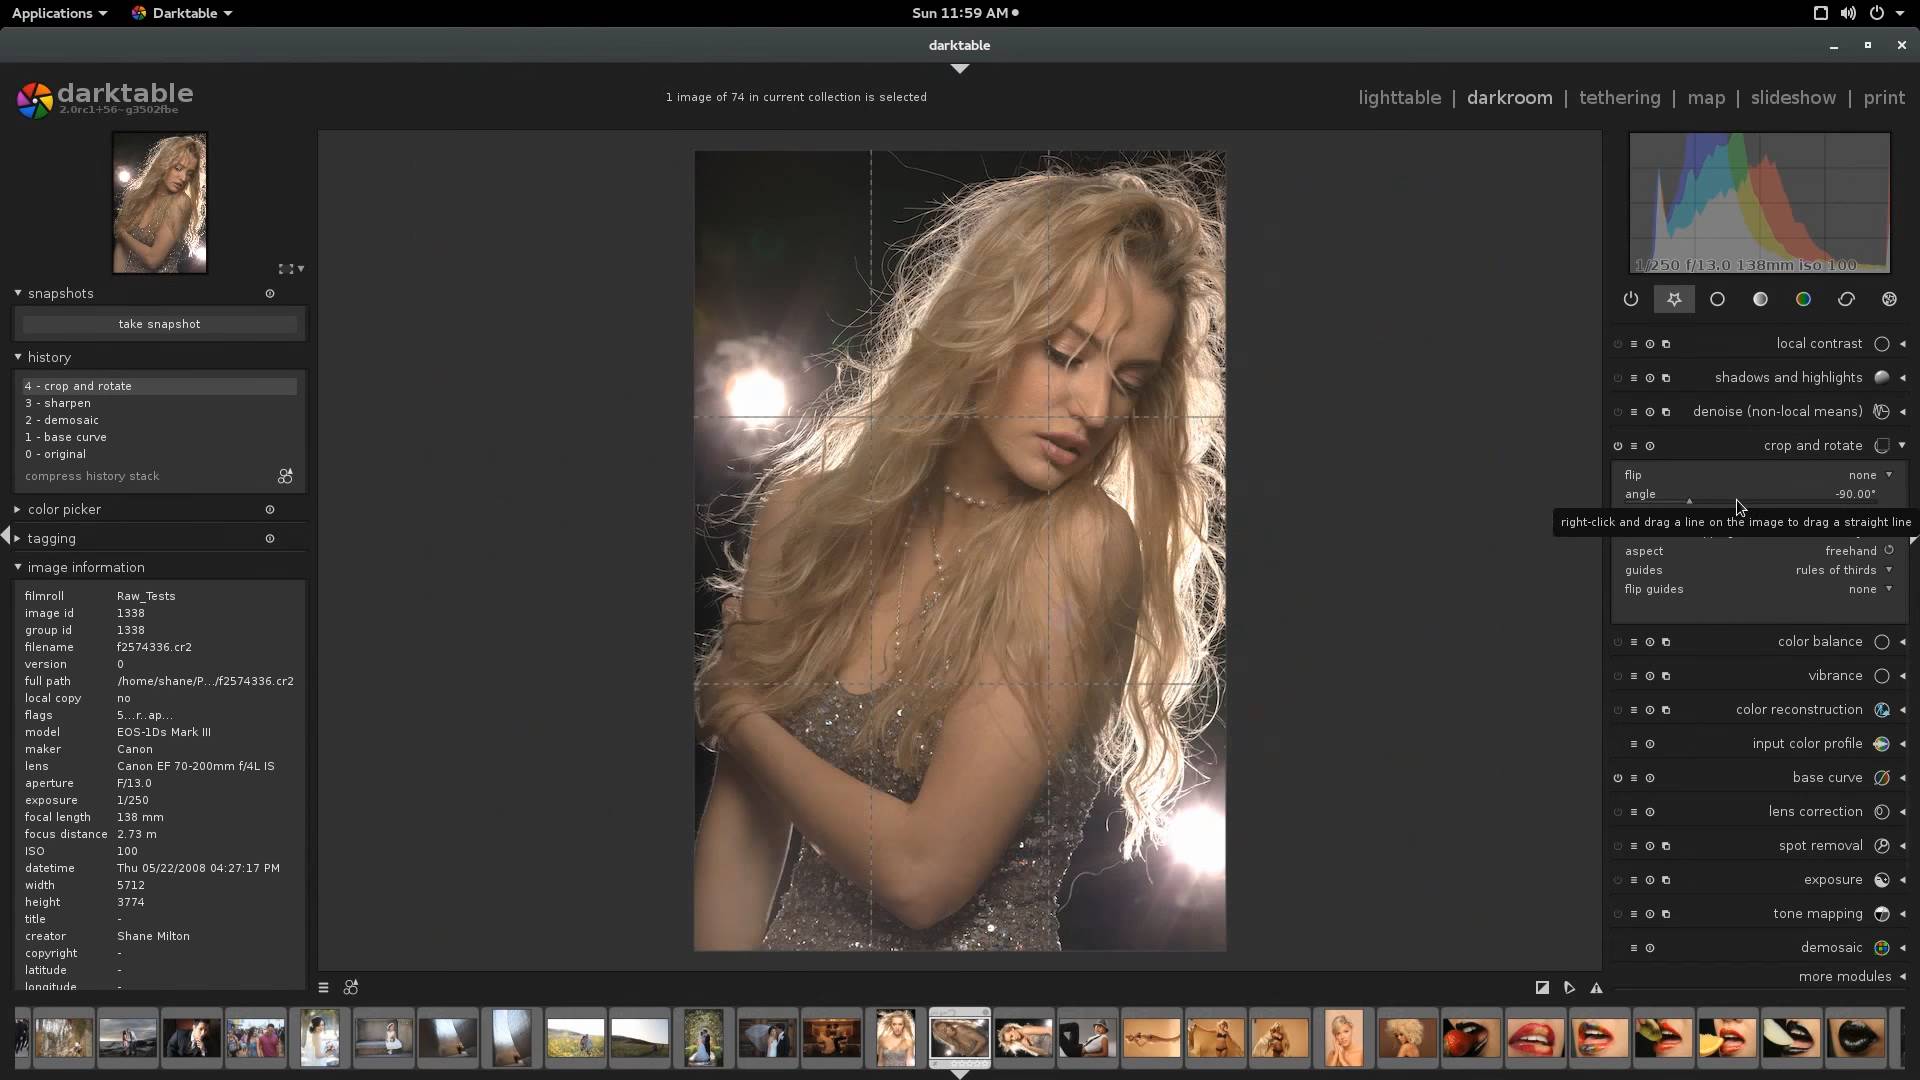 Applications Darktable Sun 11:59 AM
darktable
darktable
2.0rc1+56~g3502fbe
1 image of 74 in current collection is selected
lighttable | darkroom | tethering | map | slideshow | print
snapshots
take snapshot
history
4 - crop and rotate
3 - sharpen
2 - demosaic
1 - base curve
0 - original
compress history stack
color picker
tagging
image information
filmroll Raw_Tests
image id 1338
group id 1338
filename f2574336.cr2
version 0
full path /home/shane/P.../f2574336.cr2
local copy no
flags 5...r..ap...
model EOS-1Ds Mark III
maker Canon
lens Canon EF 70-200mm f/4L IS
aperture F/13.0
exposure 1/250
focal length 138 mm
focus distance 2.73 m
ISO 100
datetime Thu 05/22/2008 04:27:17 PM
width 5712
height 3774
title -
creator Shane Milton
copyright -
latitude -
longitude -
1/250 f/13.0 138mm iso 100
local contrast
shadows and highlights
denoise (non-local means)
crop and rotate
flip none
angle -90.00°
right-click and drag a line on the image to drag a straight line
aspect freehand
guides rules of thirds
flip guides none
color balance
vibrance
color reconstruction
input color profile
base curve
lens correction
spot removal
exposure
tone mapping
demosaic
more modules